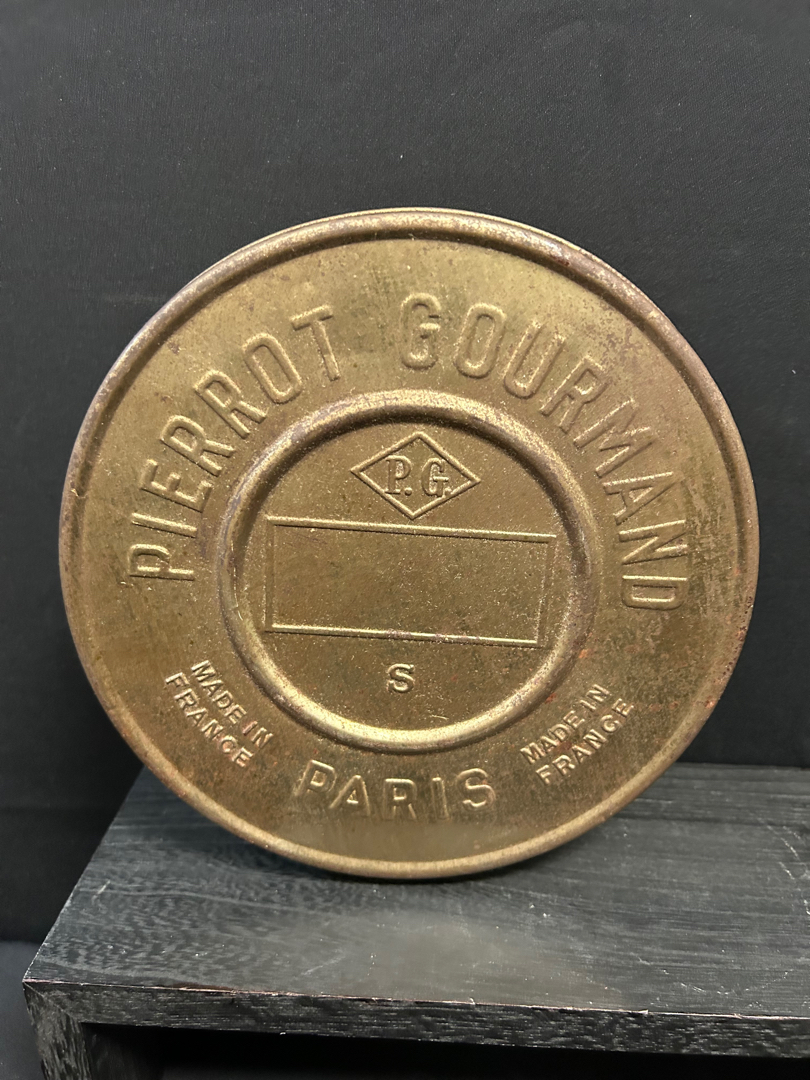 PIERROT GOURMAND
P.G.
S
MADE IN
FRANCE
PARIS
MADE IN
FRANCE